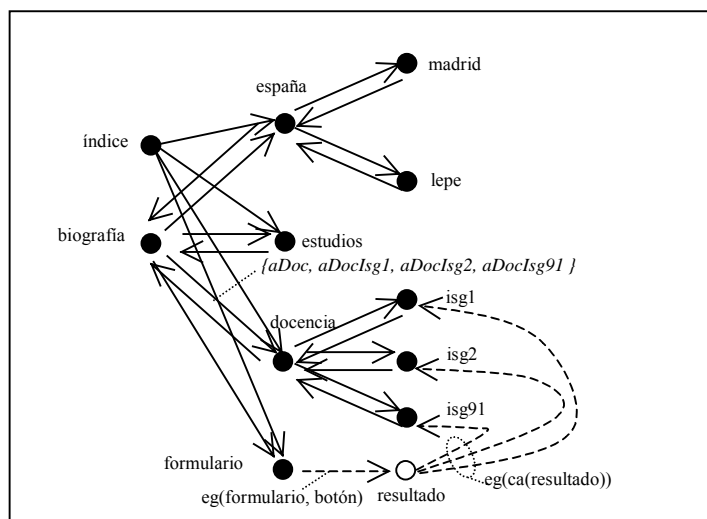 madrid
españa
índice
lepe
biografía
estudios
{aDoc, aDocIsg1, aDocIsg2, aDocIsg91 }
isg1
docencia
isg2
isg91
formulario
eg(formulario, botón)
resultado
eg(ca(resultado))